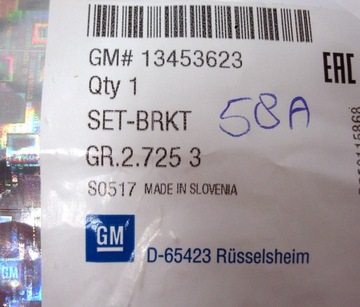 GM# 13453623
Qty 1
SET-BRKT
58A
GR.2.725 3
S0517 MADE IN SLOVENIA
GM
D-65423 Rüsselsheim
EAC
GM